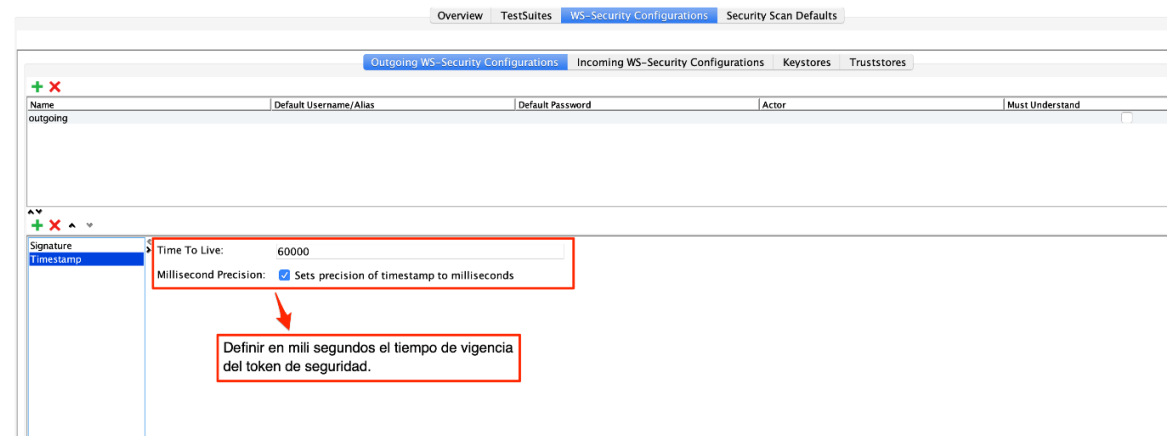 Overview TestSuites WS-Security Configurations Security Scan Defaults
Outgoing WS-Security Configurations Incoming WS-Security Configurations Keystores Truststores
Name Default Username/Alias Default Password Actor Must Understand
outgoing
Signature
Timestamp
Time To Live: 60000
Millisecond Precision: Sets precision of timestamp to milliseconds
Definir en mili segundos el tiempo de vigencia
del token de seguridad.